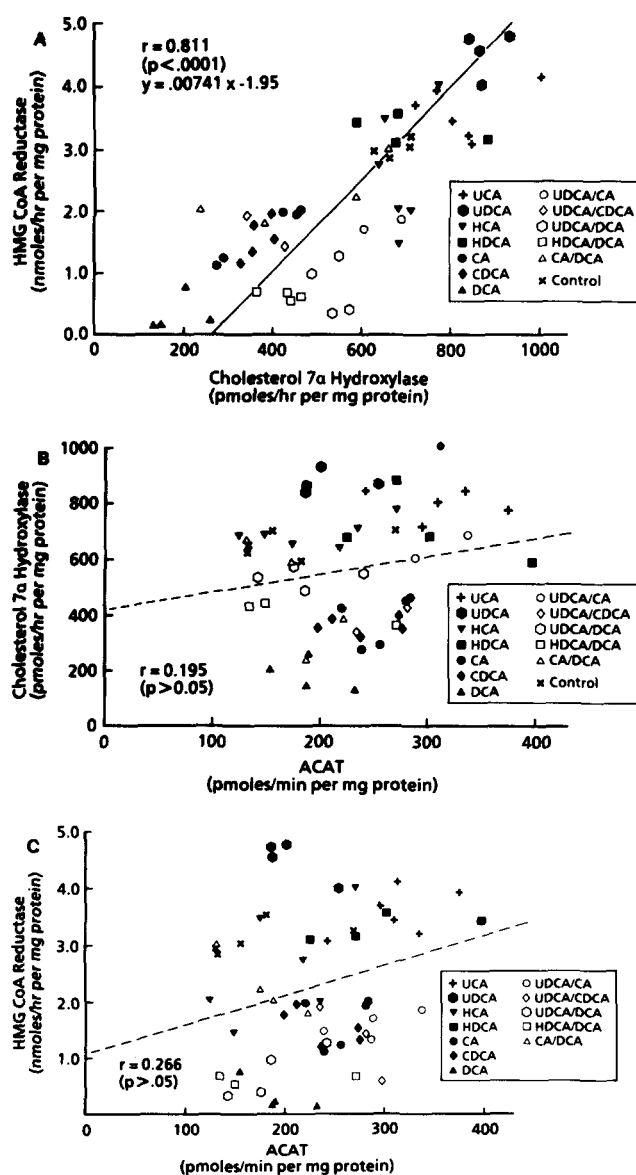 A
r = 0.811
(p<.0001)
y = .00741 x -1.95
HMG CoA Reductase
(nmoles/hr per mg protein)
5.0
4.0
3.0
2.0
1.0
0.0
0 200 400 600 800 1000
Cholesterol 7α Hydroxylase
(pmoles/hr per mg protein)
UCA
UDCA
HCA
HDCA
CA
CDCA
DCA
UDCA/CA
UDCA/CDCA
UDCA/DCA
HDCA/DCA
CA/DCA
Control
B
Cholesterol 7α Hydroxylase
(pmoles/hr per mg protein)
1000
800
600
400
200
0
r = 0.195
(p>0.05)
0 100 200 300 400
ACAT
(pmoles/min per mg protein)
UCA
UDCA
HCA
HDCA
CA
CDCA
DCA
UDCA/CA
UDCA/CDCA
UDCA/DCA
HDCA/DCA
CA/DCA
Control
C
HMG CoA Reductase
(nmoles/hr per mg protein)
5.0
4.0
3.0
2.0
1.0
r = 0.266
(p>.05)
0 100 200 300 400
ACAT
(pmoles/min per mg protein)
UCA
UDCA
HCA
HDCA
CA
CDCA
DCA
UDCA/CA
UDCA/CDCA
UDCA/DCA
HDCA/DCA
CA/DCA